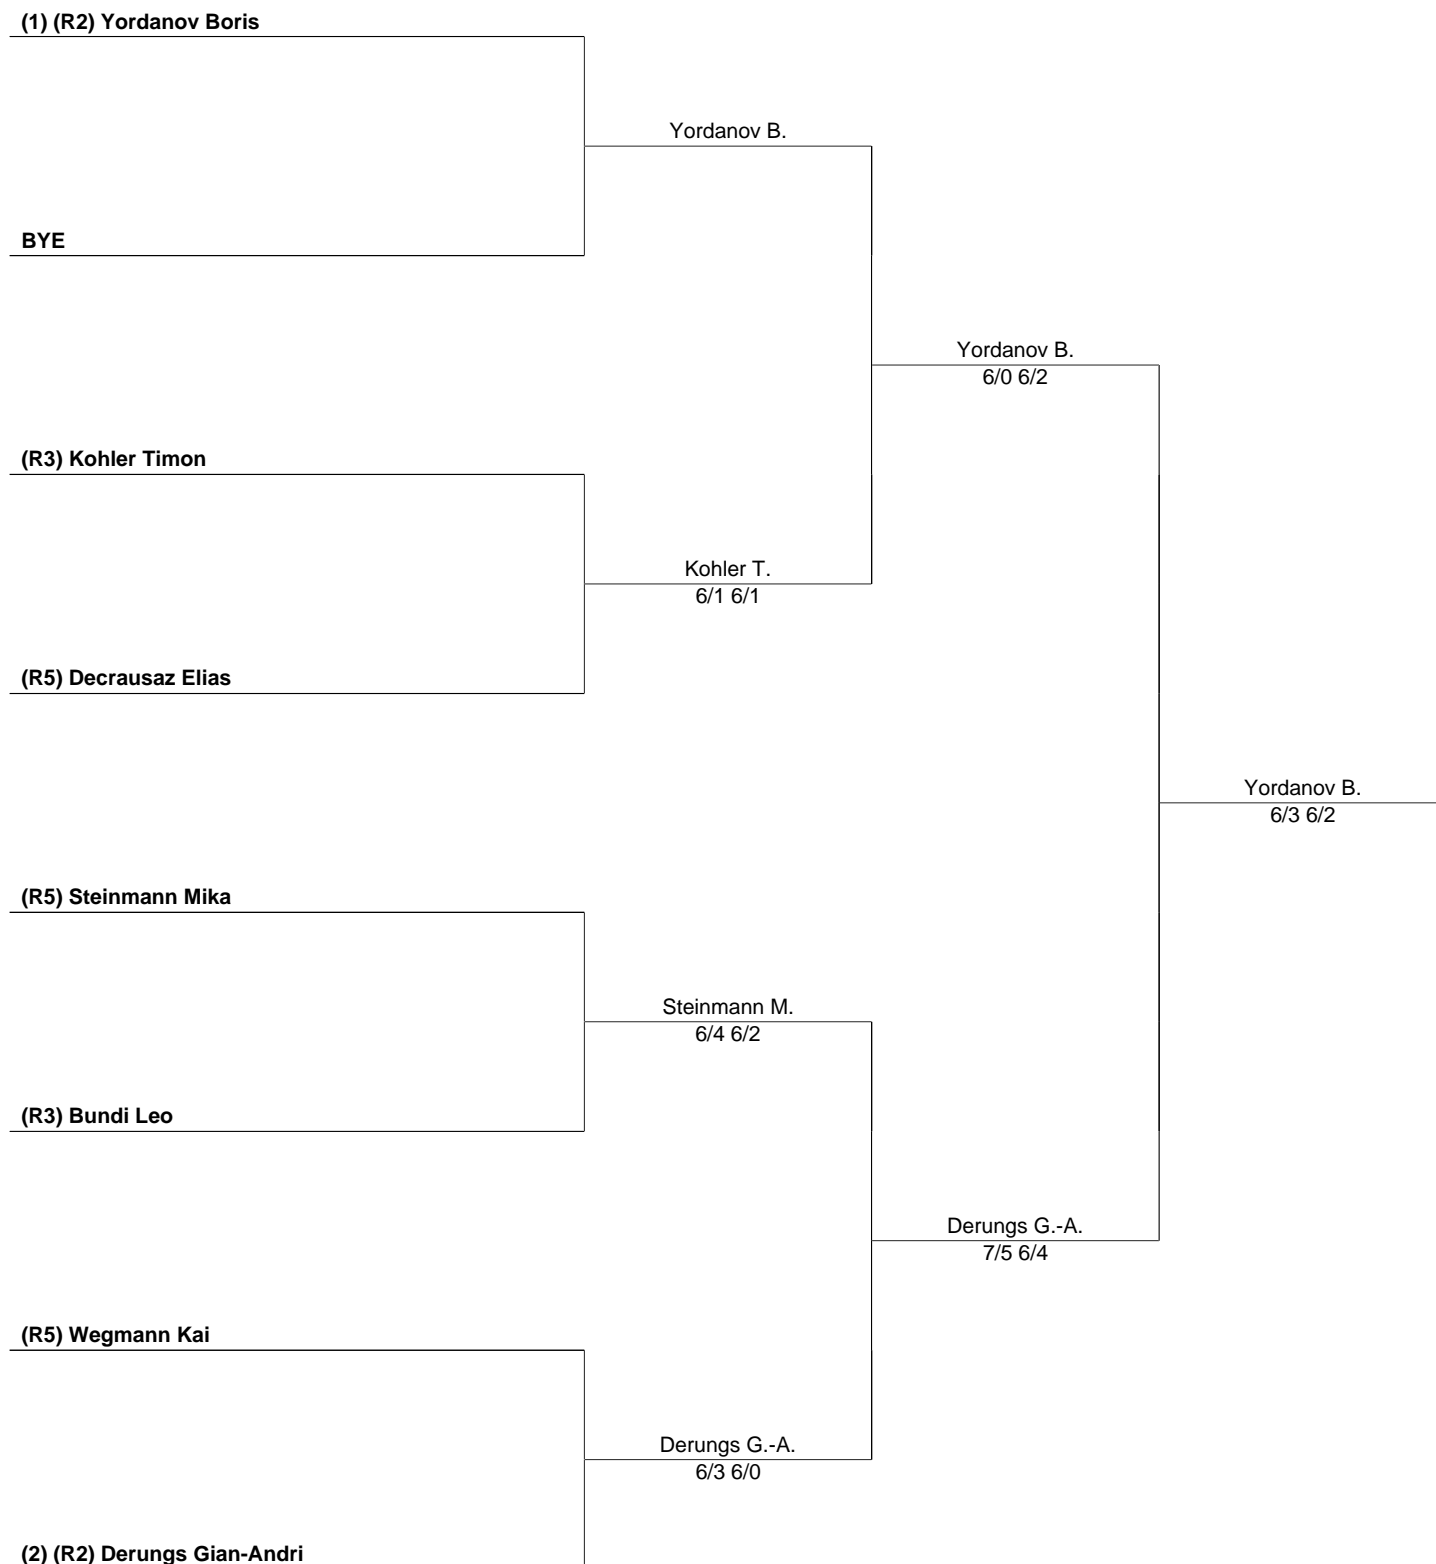 (1) (R2) Yordanov Boris
Yordanov B.
BYE
Yordanov B.
6/0 6/2
(R3) Kohler Timon
Kohler T.
6/1 6/1
(R5) Decrausaz Elias
Yordanov B.
6/3 6/2
(R5) Steinmann Mika
Steinmann M.
6/4 6/2
(R3) Bundi Leo
Derungs G.-A.
7/5 6/4
(R5) Wegmann Kai
Derungs G.-A.
6/3 6/0
(2) (R2) Derungs Gian-Andri